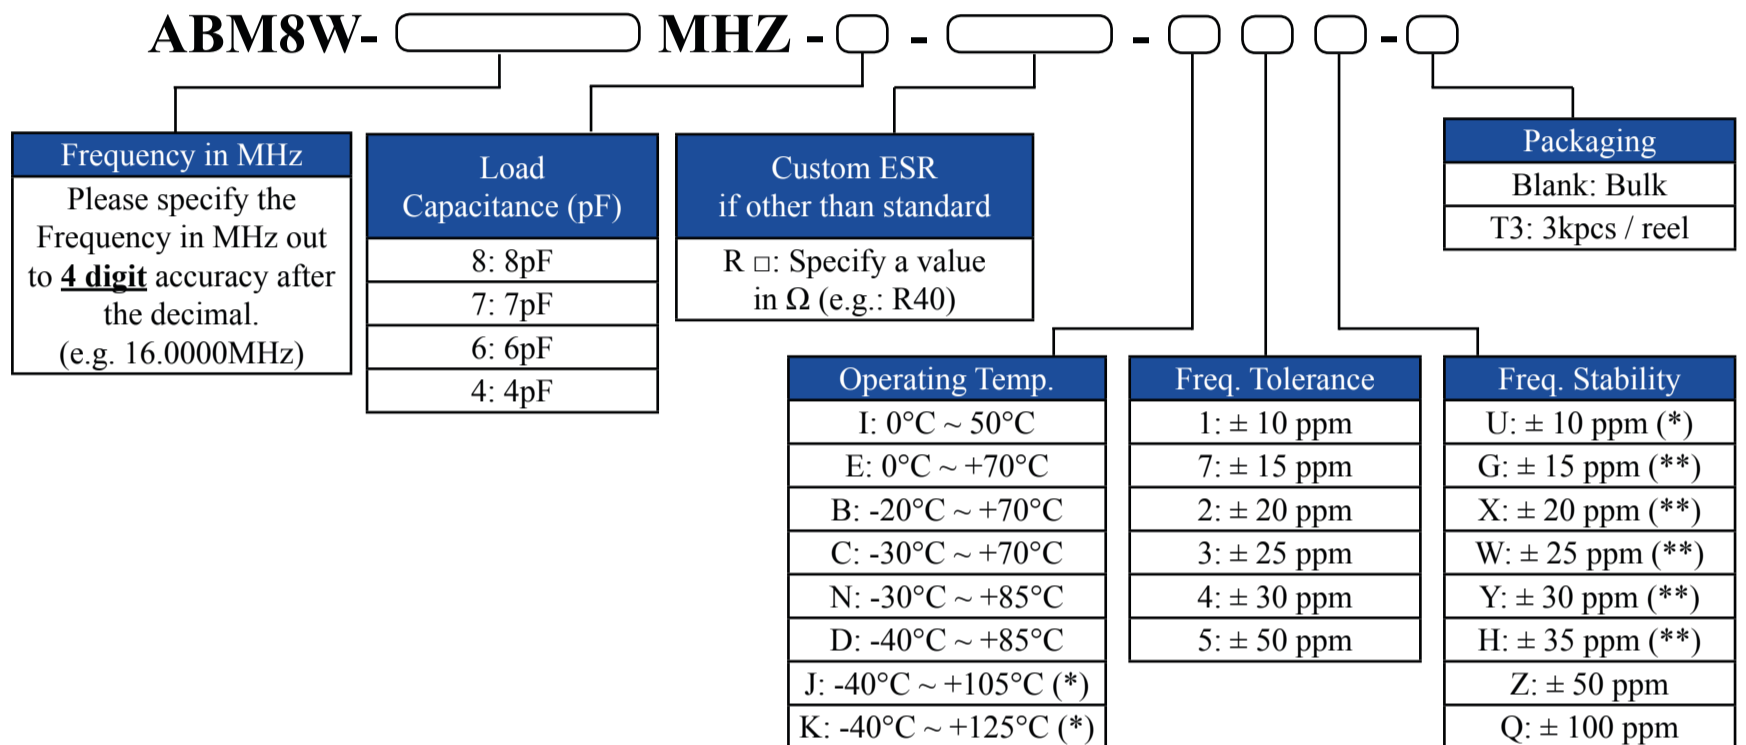 ABM8W- MHZ - - - -
Frequency in MHz
Please specify the
Frequency in MHz out
to 4 digit accuracy after
the decimal.
(e.g. 16.0000MHz)
Load
Capacitance (pF)
8: 8pF
7: 7pF
6: 6pF
4: 4pF
Custom ESR
if other than standard
R □: Specify a value
in Ω (e.g.: R40)
Packaging
Blank: Bulk
T3: 3kpcs / reel
Operating Temp.
I: 0°C ~ 50°C
E: 0°C ~ +70°C
B: -20°C ~ +70°C
C: -30°C ~ +70°C
N: -30°C ~ +85°C
D: -40°C ~ +85°C
J: -40°C ~ +105°C (*)
K: -40°C ~ +125°C (*)
Freq. Tolerance
1: ± 10 ppm
7: ± 15 ppm
2: ± 20 ppm
3: ± 25 ppm
4: ± 30 ppm
5: ± 50 ppm
Freq. Stability
U: ± 10 ppm (*)
G: ± 15 ppm (**)
X: ± 20 ppm (**)
W: ± 25 ppm (**)
Y: ± 30 ppm (**)
H: ± 35 ppm (**)
Z: ± 50 ppm
Q: ± 100 ppm